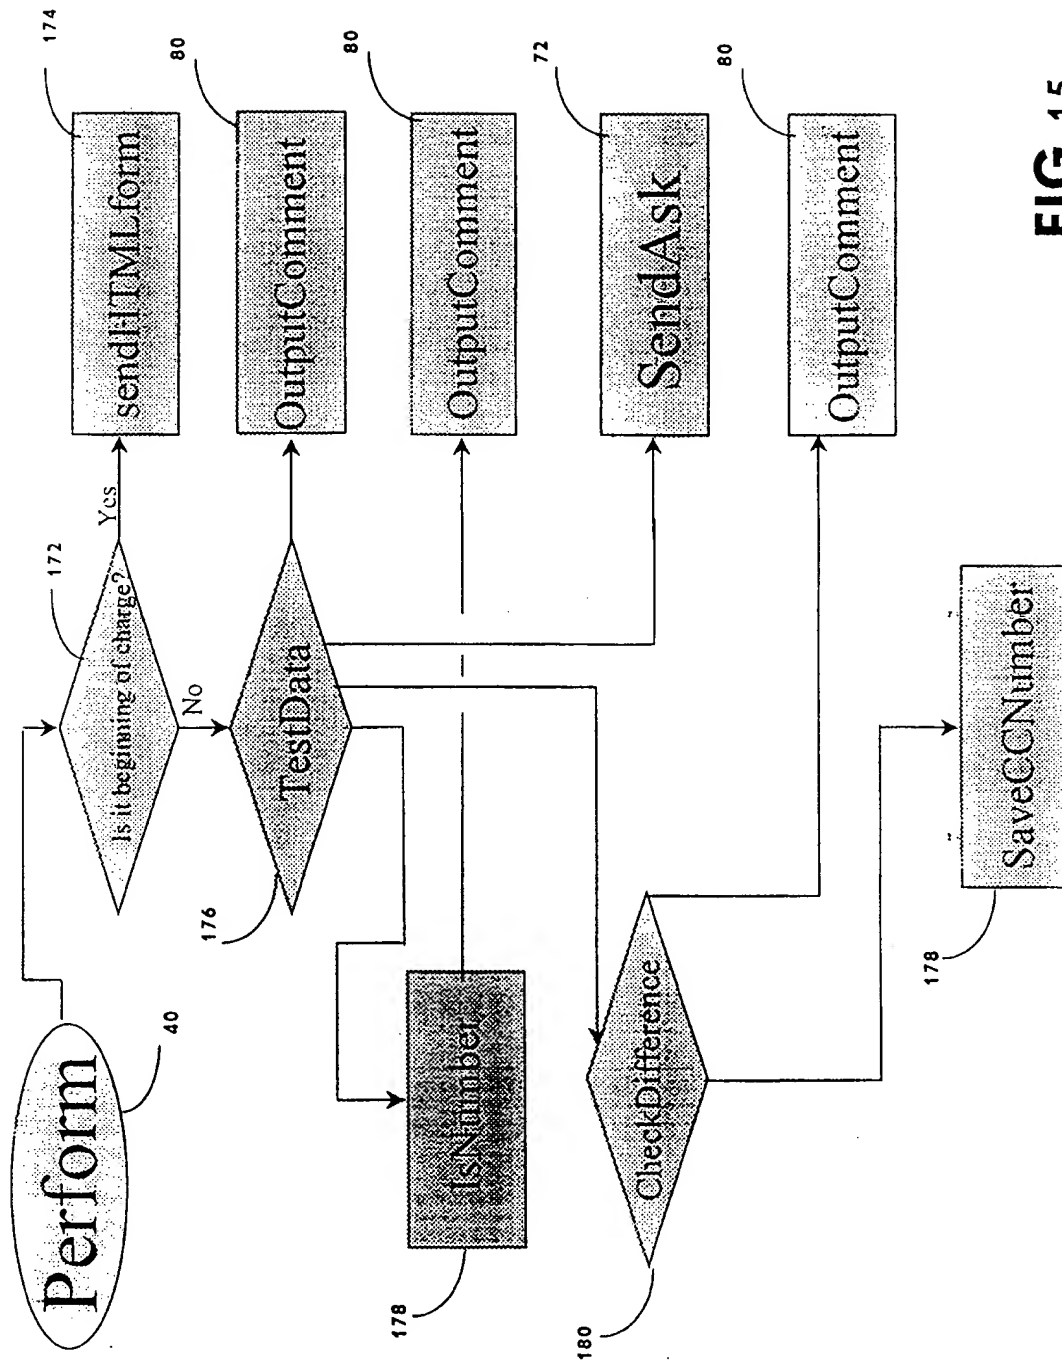 Perform
40
Is it beginning of charge?
172
Yes
No
sendHTMLform
174
TestData
176
OutputComment
80
IsNumber
178
OutputComment
80
SendAsk
72
CheckDifference
180
OutputComment
80
SaveCCNumber
178
FIG 15